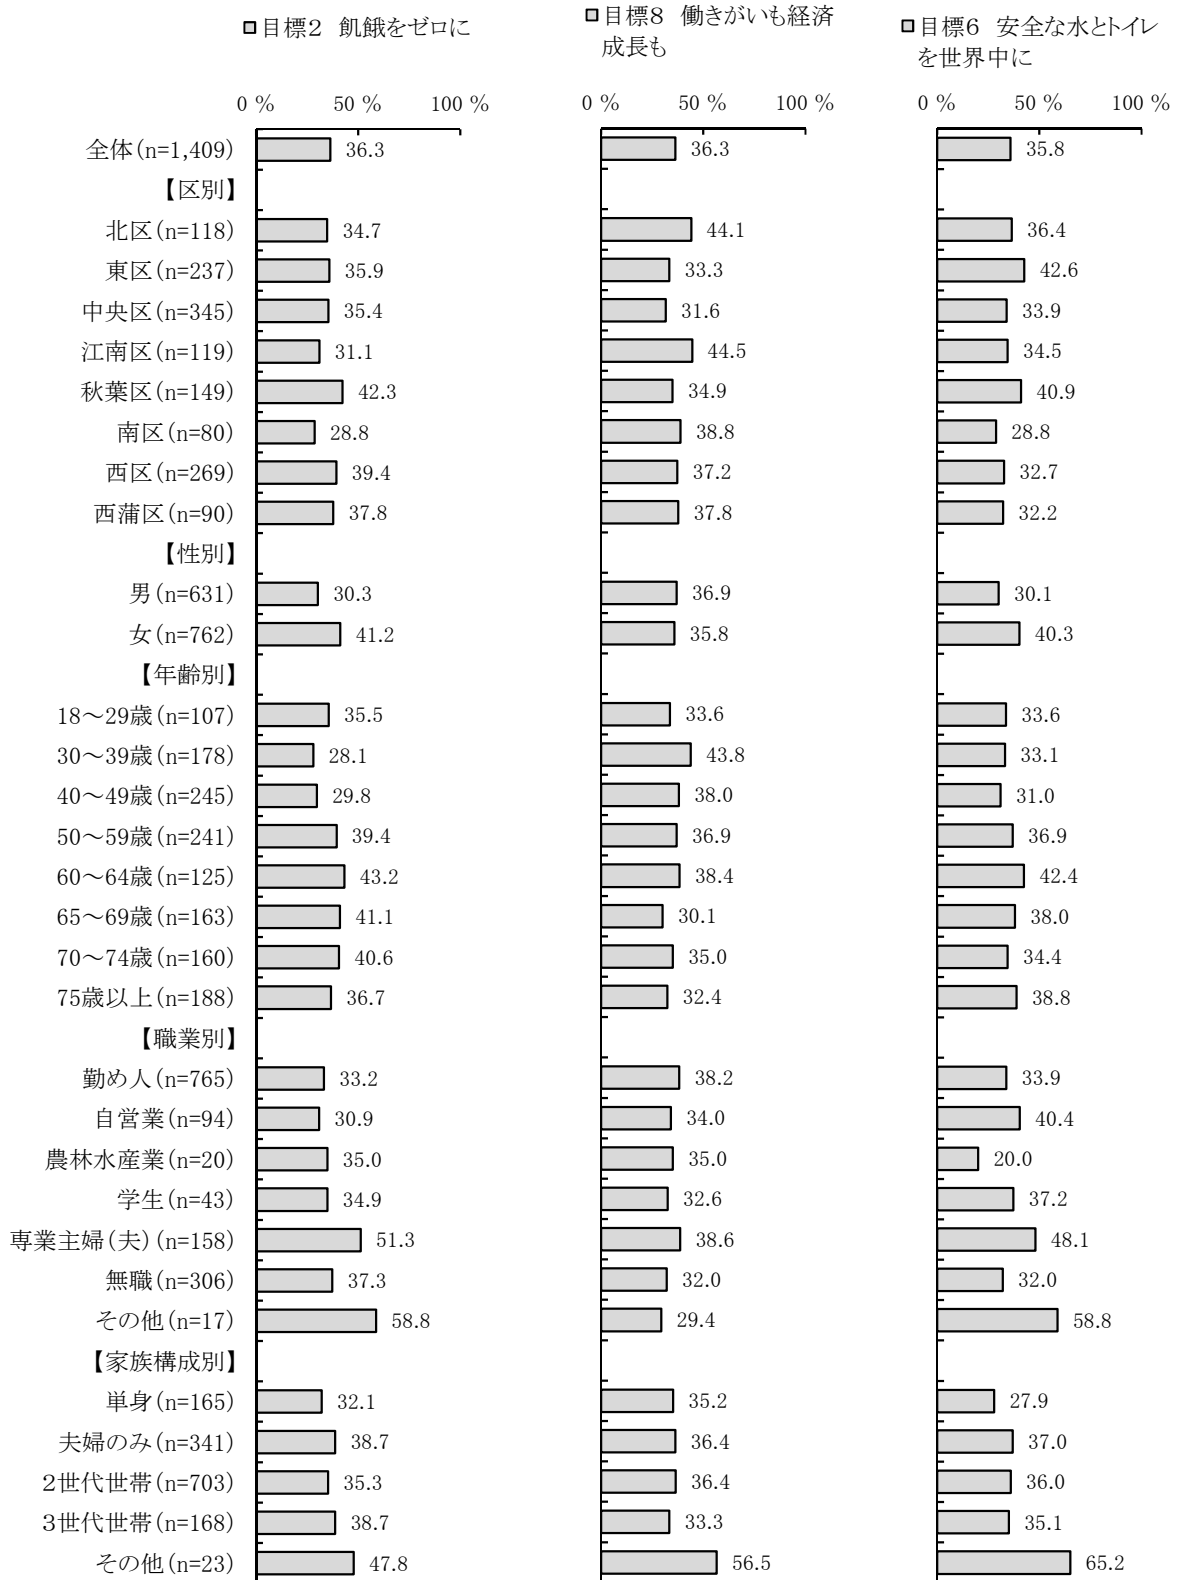 目標2 飢餓をゼロに
目標8 働きがいも経済
成長も
目標6 安全な水とトイレ
を世界中に
0 % 50 % 100 % 0 % 50 % 100 % 0 % 50 % 100 %
全体(n=1,409) 36.3 36.3 35.8
【区別】
北区(n=118) 34.7 44.1 36.4
東区(n=237) 35.9 33.3 42.6
中央区(n=345) 35.4 31.6 33.9
江南区(n=119) 31.1 44.5 34.5
秋葉区(n=149) 42.3 34.9 40.9
南区(n=80) 28.8 38.8 28.8
西区(n=269) 39.4 37.2 32.7
西蒲区(n=90) 37.8 37.8 32.2
【性別】
男(n=631) 30.3 36.9 30.1
女(n=762) 41.2 35.8 40.3
【年齢別】
18～29歳(n=107) 35.5 33.6 33.6
30～39歳(n=178) 28.1 43.8 33.1
40～49歳(n=245) 29.8 38.0 31.0
50～59歳(n=241) 39.4 36.9 36.9
60～64歳(n=125) 43.2 38.4 42.4
65～69歳(n=163) 41.1 30.1 38.0
70～74歳(n=160) 40.6 35.0 34.4
75歳以上(n=188) 36.7 32.4 38.8
【職業別】
勤め人(n=765) 33.2 38.2 33.9
自営業(n=94) 30.9 34.0 40.4
農林水産業(n=20) 35.0 35.0 20.0
学生(n=43) 34.9 32.6 37.2
専業主婦(夫)(n=158) 51.3 38.6 48.1
無職(n=306) 37.3 32.0 32.0
その他(n=17) 58.8 29.4 58.8
【家族構成別】
単身(n=165) 32.1 35.2 27.9
夫婦のみ(n=341) 38.7 36.4 37.0
2世代世帯(n=703) 35.3 36.4 36.0
3世代世帯(n=168) 38.7 33.3 35.1
その他(n=23) 47.8 56.5 65.2